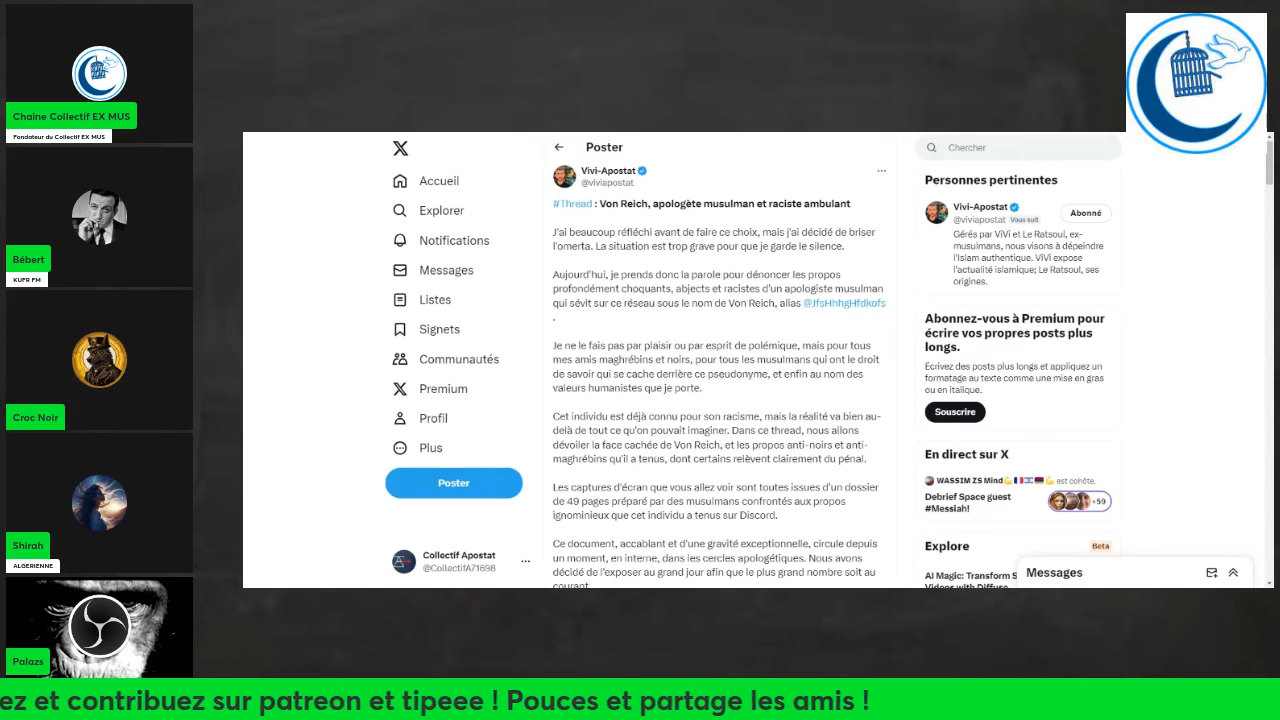 Chaine Collectif EX MUS
Fondateur du Collectif EX MUS
Bébert
KUFR FM
Croc Noir
Shirah
ALGERIENNE
Palazs
Accueil
Explorer
Notifications
Messages
Listes
Signets
Communautés
Premium
Profil
Plus
Poster
Collectif Apostat
@CollectifA71698
Poster
Vivi-Apostat
@viviapostat
#Thread : Von Reich, apologète musulman et raciste ambulant
J'ai beaucoup réfléchi avant de faire ce choix, mais j'ai décidé de briser
l'omerta. La situation est trop grave pour que je garde le silence.
Aujourd'hui, je prends donc la parole pour dénoncer les propos
profondément choquants, abjects et racistes d'un apologiste musulman
qui sévit sur ce réseau sous le nom de Von Reich, alias @JfsHhhgHfdkofs
.
Je ne le fais pas par plaisir ou par esprit de polémique, mais pour tous
mes amis maghrébins et noirs, pour tous les musulmans qui ont le droit
de savoir qui se cache derrière ce pseudonyme, et enfin au nom des
valeurs humanistes que je porte.
Cet individu est déjà connu pour son racisme, mais la réalité va bien au-
delà de tout ce qu'on pouvait imaginer. Dans ce thread, nous allons
dévoiler la face cachée de Von Reich, et les propos anti-noirs et anti-
maghrébins qu'il a tenus, dont certains relèvent clairement du pénal.
Les captures d'écran que vous allez voir sont toutes issues d'un dossier
de 49 pages préparé par des musulmans confrontés aux propos
ignominieux que cet individu a tenus sur Discord.
Ce document, accablant et d'une gravité exceptionnelle, circule depuis
un moment, en interne, dans les cercles apologétiques. Nous avons
décidé de l'exposer au grand jour afin que le plus grand nombre soit au
courant.
Chercher
Personnes pertinentes
Vivi-Apostat
@viviapostat Vous suit
Abonné
Gérés par ViVi et Le Ratsoul, ex-
musulmans, nous visons à dépeindre
l'Islam authentique. ViVi expose
l'actualité islamique; Le Ratsoul, ses
origines.
Abonnez-vous à Premium pour
écrire vos propres posts plus
longs.
Écrivez des posts plus longs et appliquez un
formatage au texte comme une mise en gras
ou en italique.
Souscrire
En direct sur X
WASSIM ZS Mind est cohôte.
Debrief Space guest
#Messiah!
+59
Explore
Beta
AI Magic: Transform S
Videos with Diffuse
Messages
ez et contribuez sur patreon et tipeee ! Pouces et partage les amis !